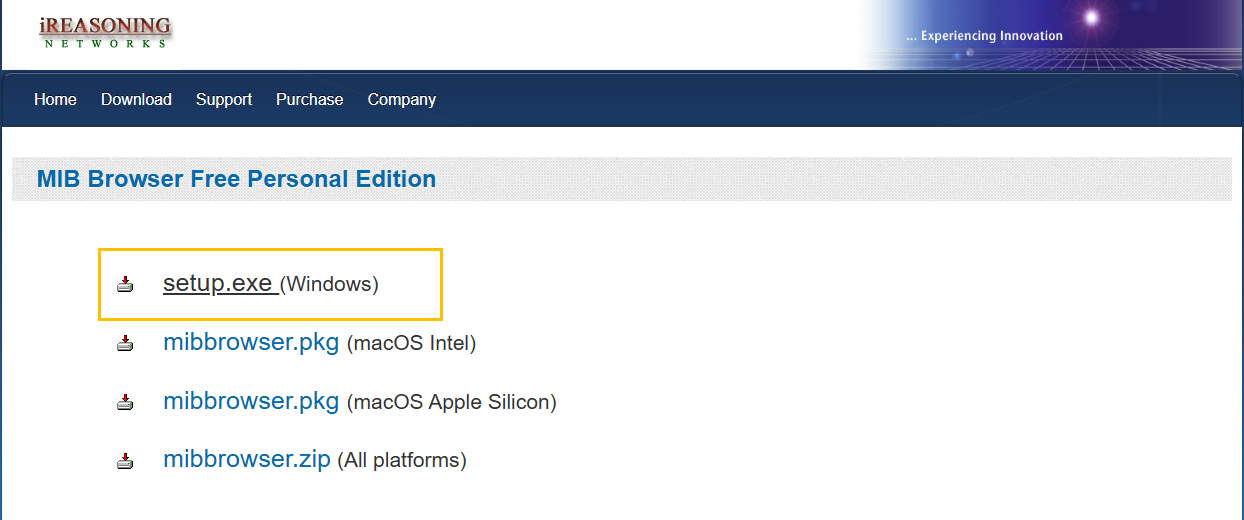 iREASONING
NETWORKS
... Experiencing Innovation
Home Download Support Purchase Company
MIB Browser Free Personal Edition
setup.exe (Windows)
mibbrowser.pkg (macOS Intel)
mibbrowser.pkg (macOS Apple Silicon)
mibbrowser.zip (All platforms)